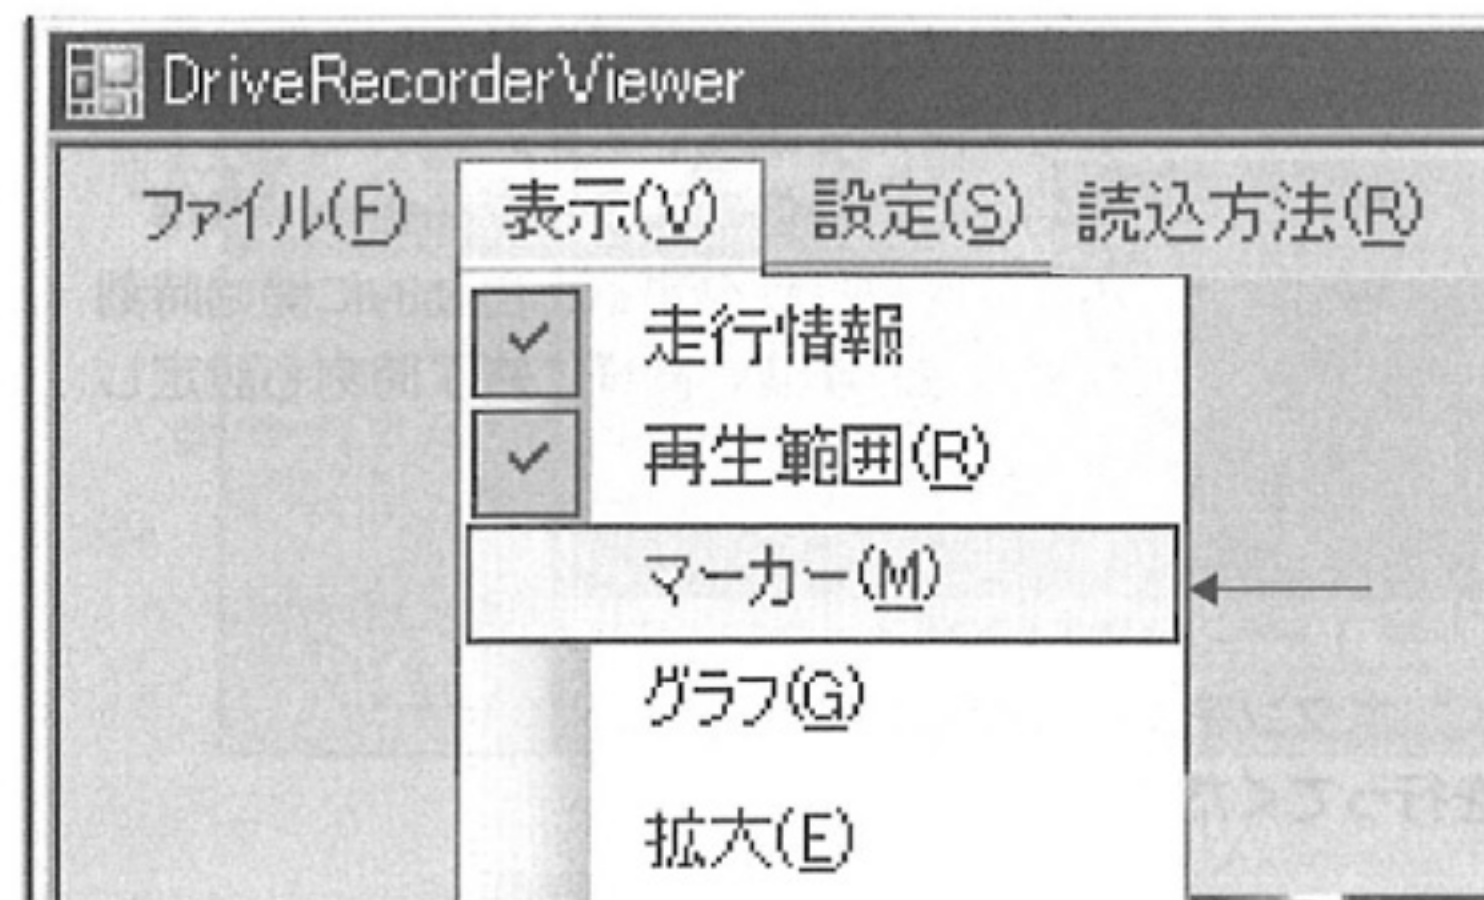 DriveRecorderViewer
ファイル(F) 表示(V) 設定(S) 読込方法(R)
走行情報
再生範囲(R)
マーカー(M)
グラフ(G)
拡大(E)